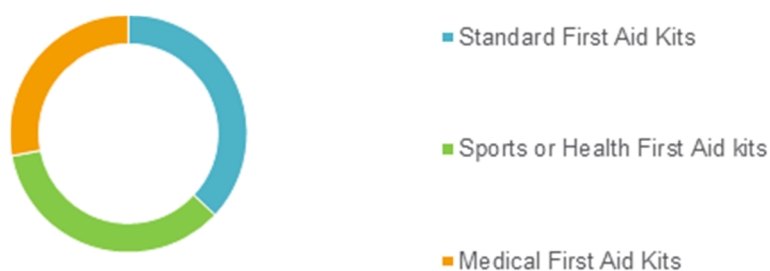 Standard First Aid Kits
Sports or Health First Aid kits
Medical First Aid Kits